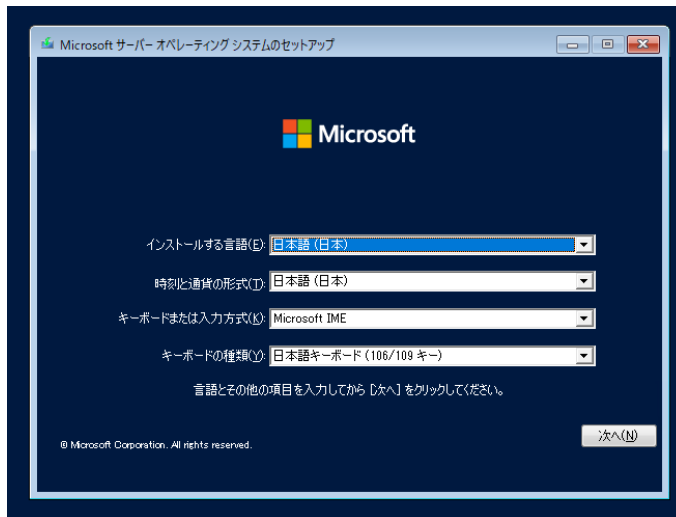 Microsoft サーバー オペレーティング システムのセットアップ
Microsoft
インストールする言語(E): 日本語 (日本)
時刻と通貨の形式(T): 日本語 (日本)
キーボードまたは入力方式(K): Microsoft IME
キーボードの種類(Y): 日本語キーボード (106/109 キー)
言語とその他の項目を入力してから [次へ] をクリックしてください。
© Microsoft Corporation. All rights reserved.
次へ(N)